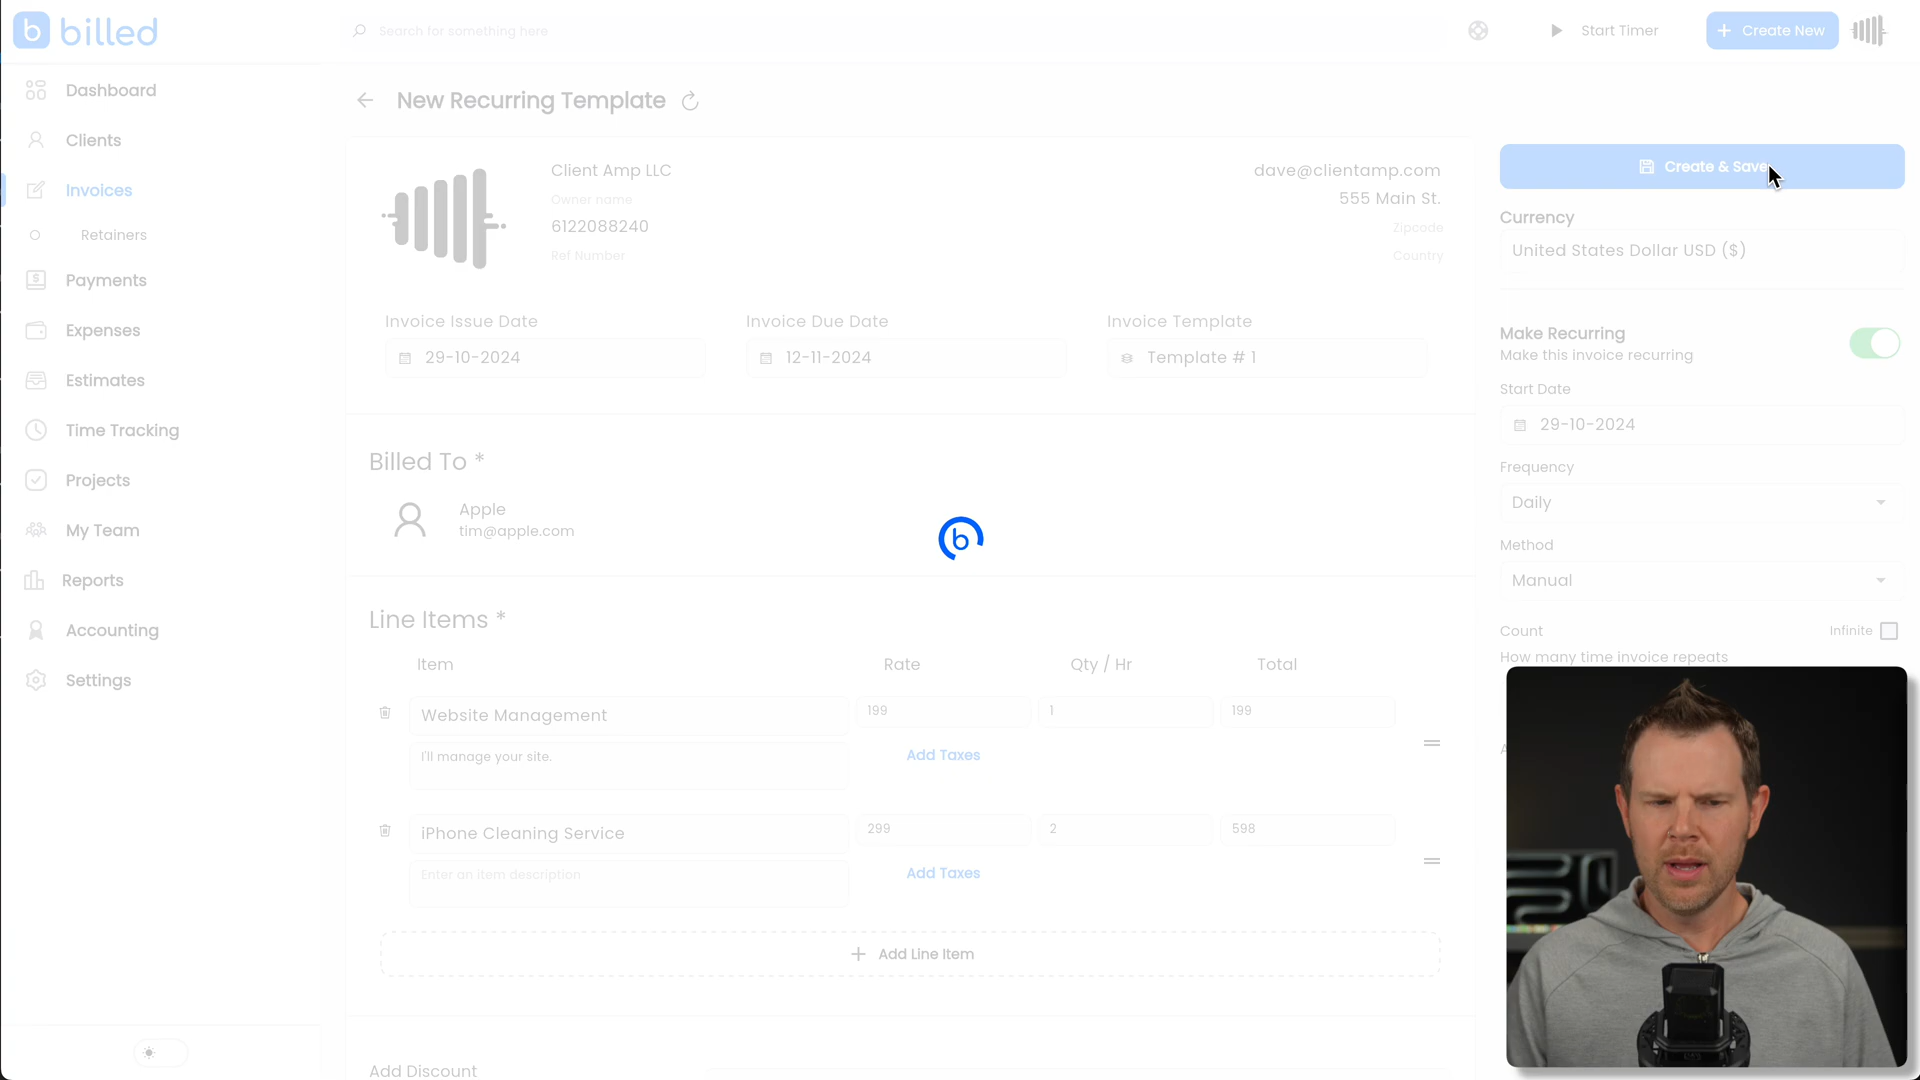 b billed
Search for something here
Start Timer
+ Create New
Dashboard
Clients
Invoices
Retainers
Payments
Expenses
Estimates
Time Tracking
Projects
My Team
Reports
Accounting
Settings
New Recurring Template
Client Amp LLC
Owner name
6122088240
Ref Number
dave@clientamp.com
555 Main St.
Zipcode
Country
Invoice Issue Date
29-10-2024
Invoice Due Date
12-11-2024
Invoice Template
Template # 1
Billed To *
Apple
tim@apple.com
b
Line Items *
Item Rate Qty / Hr Total
Website Management 199 1 199
I'll manage your site.
Add Taxes
iPhone Cleaning Service 299 2 598
Enter an item description
Add Taxes
+ Add Line Item
Add Discount
Create & Save
Currency
United States Dollar USD ($)
Make Recurring
Make this invoice recurring
Start Date
29-10-2024
Frequency
Daily
Method
Manual
Count Infinite
How many time invoice repeats